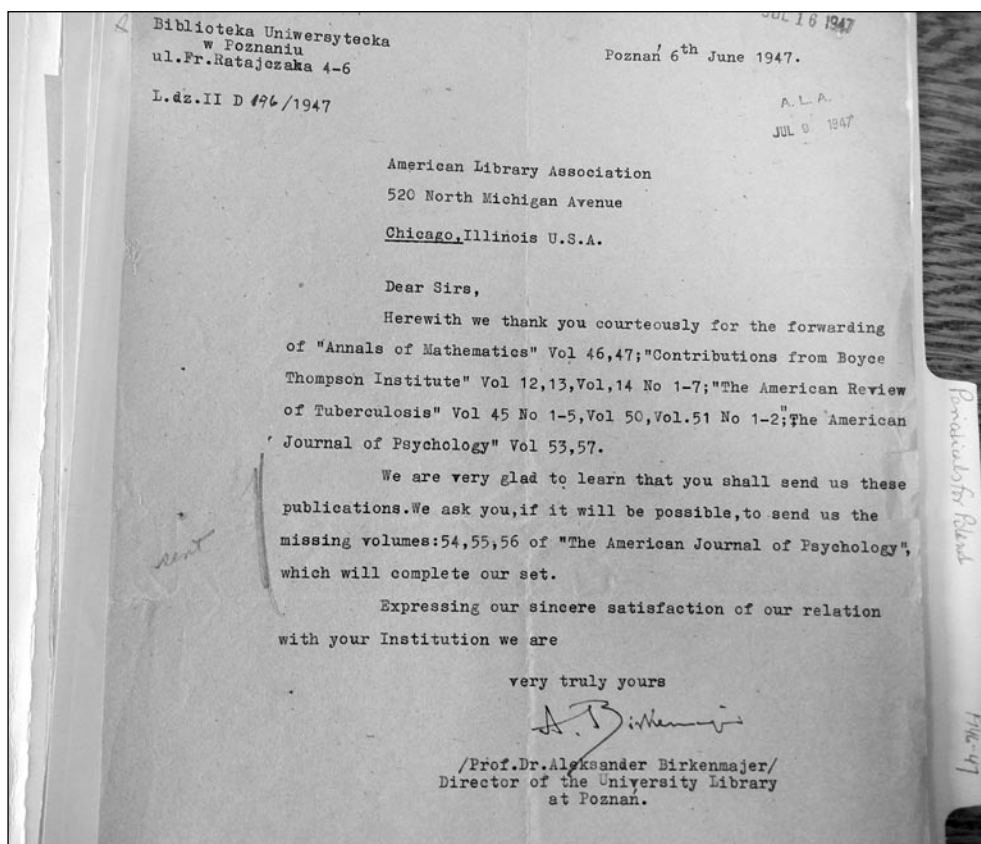 JUL 16 1947
Biblioteka Uniwersytecka
w Poznaniu
ul.Fr.Ratajczaka 4-6
Poznań 6th June 1947.
L.dz.II D 196/1947
A. L. A.
JUL 9 1947
American Library Association
520 North Michigan Avenue
Chicago,Illinois U.S.A.
Dear Sirs,
Herewith we thank you courteously for the forwarding
of "Annals of Mathematics" Vol 46,47;"Contributions from Boyce
Thompson Institute" Vol 12,13,Vol,14 No 1-7;"The American Review
of Tuberculosis" Vol 45 No 1-5,Vol 50,Vol.51 No 1-2;"The American
Journal of Psychology" Vol 53,57.
We are very glad to learn that you shall send us these
publications.We ask you,if it will be possible,to send us the
missing volumes:54,55,56 of "The American Journal of Psychology",
which will complete our set.
sent
Expressing our sincere satisfaction of our relation
with your Institution we are
very truly yours
A. Birkenmajer
/Prof.Dr.Aleksander Birkenmajer/
Director of the University Library
at Poznań.
Periodicals for Poland